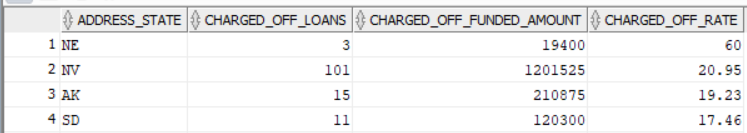 ADDRESS_STATE CHARGED_OFF_LOANS CHARGED_OFF_FUNDED_AMOUNT CHARGED_OFF_RATE
1 NE 3 19400 60
2 NV 101 1201525 20.95
3 AK 15 210875 19.23
4 SD 11 120300 17.46